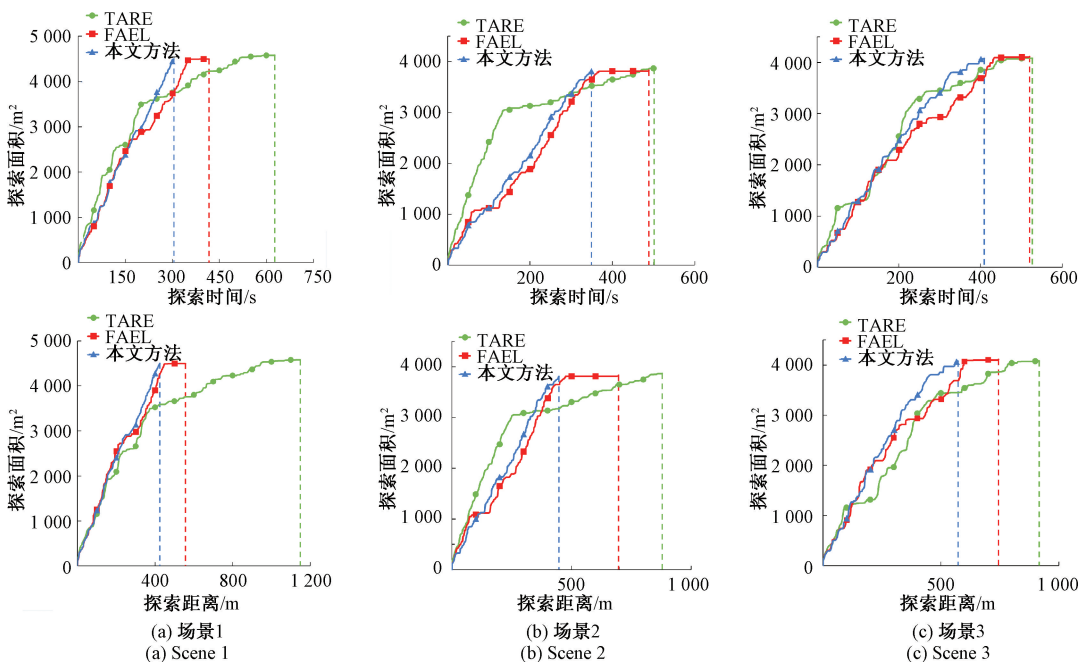 TARE
FAEL
本文方法
5 000
4 000
3 000
2 000
1 000
0
探索面积/m²
150
300
450
600
750
探索时间/s
TARE
FAEL
本文方法
4 000
3 000
2 000
1 000
0
探索面积/m²
200
400
600
探索时间/s
TARE
FAEL
本文方法
4 000
3 000
2 000
1 000
0
探索面积/m²
200
400
600
探索时间/s
TARE
FAEL
本文方法
5 000
4 000
3 000
2 000
1 000
0
探索面积/m²
400
800
1 200
探索距离/m
TARE
FAEL
本文方法
4 000
3 000
2 000
1 000
0
探索面积/m²
500
1 000
探索距离/m
TARE
FAEL
本文方法
4 000
3 000
2 000
1 000
0
探索面积/m²
500
1 000
探索距离/m
(a) 场景1
(a) Scene 1
(b) 场景2
(b) Scene 2
(c) 场景3
(c) Scene 3